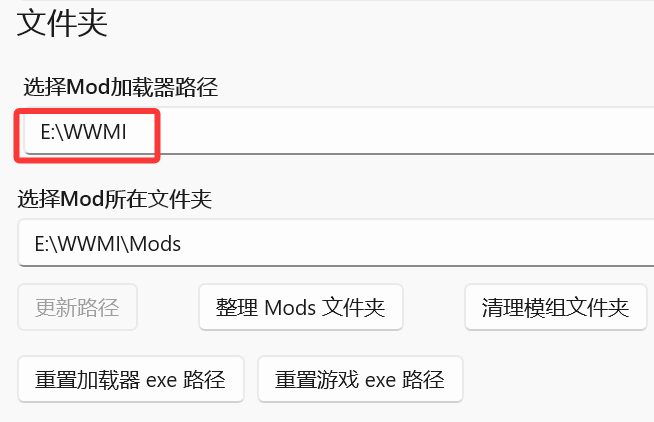 文件夹
选择Mod加载器路径
E:\WWMI
选择Mod所在文件夹
E:\WWMI\Mods
更新路径 整理 Mods 文件夹 清理模组文件夹
重置加载器 exe 路径 重置游戏 exe 路径